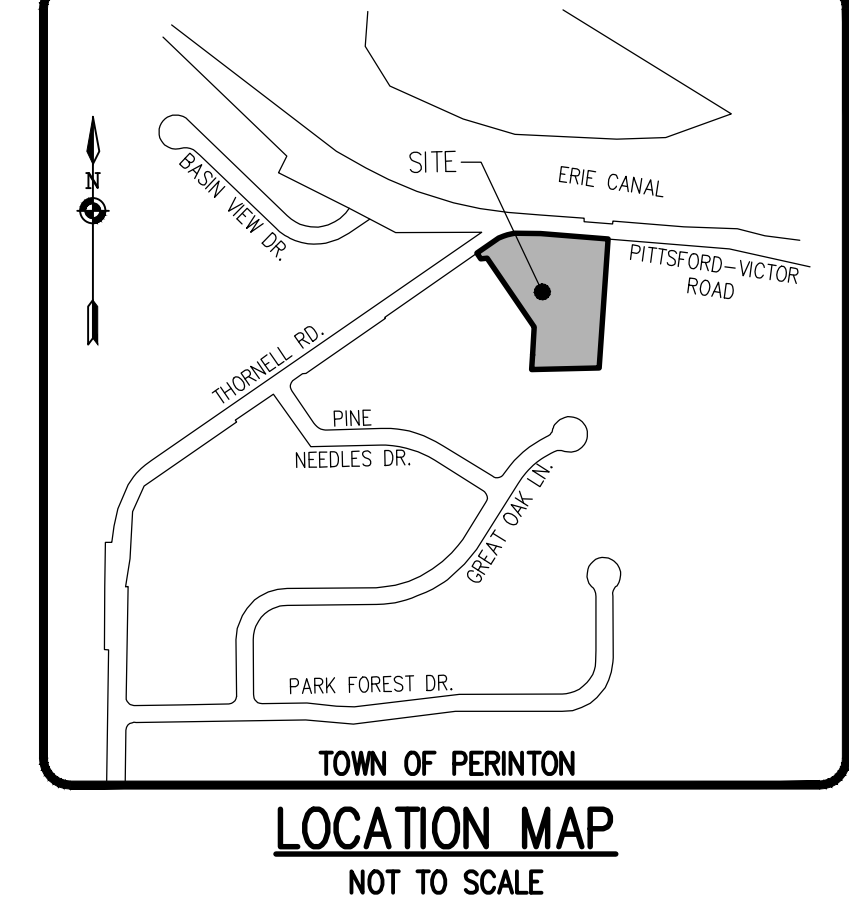 SITE
ERIE CANAL
BASIN VIEW DR.
N
PITTSFORD-VICTOR
ROAD
THORNELL RD.
PINE
NEEDLES DR.
GREAT OAK LN.
PARK FOREST DR.
TOWN OF PERINTON
LOCATION MAP
NOT TO SCALE